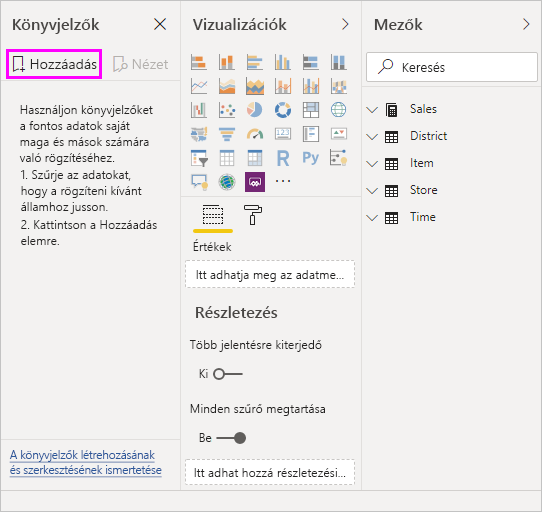 Könyvjelzők
Hozzáadás
Nézet
Használjon könyvjelzőket
a fontos adatok saját
maga és mások számára
való rögzítéséhez.
1. Szűrje az adatokat,
hogy a rögzíteni kívánt
államhoz jusson.
2. Kattintson a Hozzáadás
elemre.
A könyvjelzők létrehozásának
és szerkesztésének ismertetése
Vizualizációk
123
R
Py
Értékek
Itt adhatja meg az adatme...
Részletezés
Több jelentésre kiterjedő
Ki
Minden szűrő megtartása
Be
Itt adhat hozzá részletezési...
Mezők
Keresés
Sales
District
Item
Store
Time